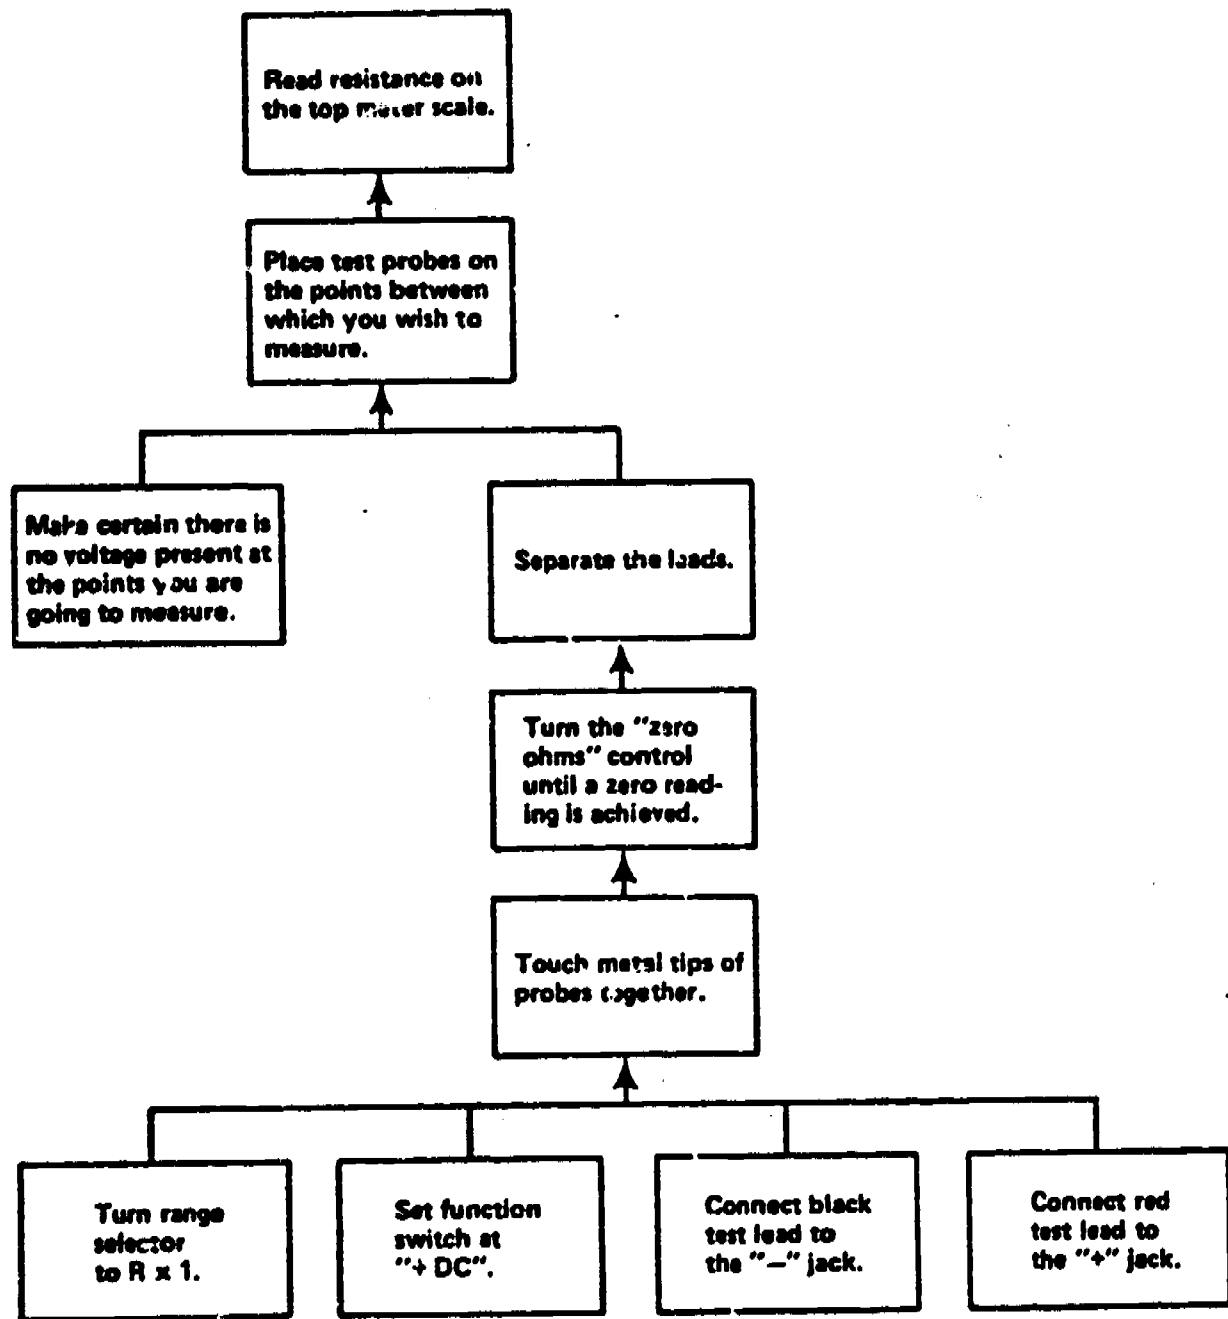 Read resistance on
the top meter scale.
Place test probes on
the points between
which you wish to
measure.
Make certain there is
no voltage present at
the points you are
going to measure.
Separate the leads.
Turn the "zero
ohms" control
until a zero read-
ing is achieved.
Touch metal tips of
probes together.
Turn range
selector
to R x 1.
Set function
switch at
"+ DC".
Connect black
test lead to
the "—" jack.
Connect red
test lead to
the "+" jack.